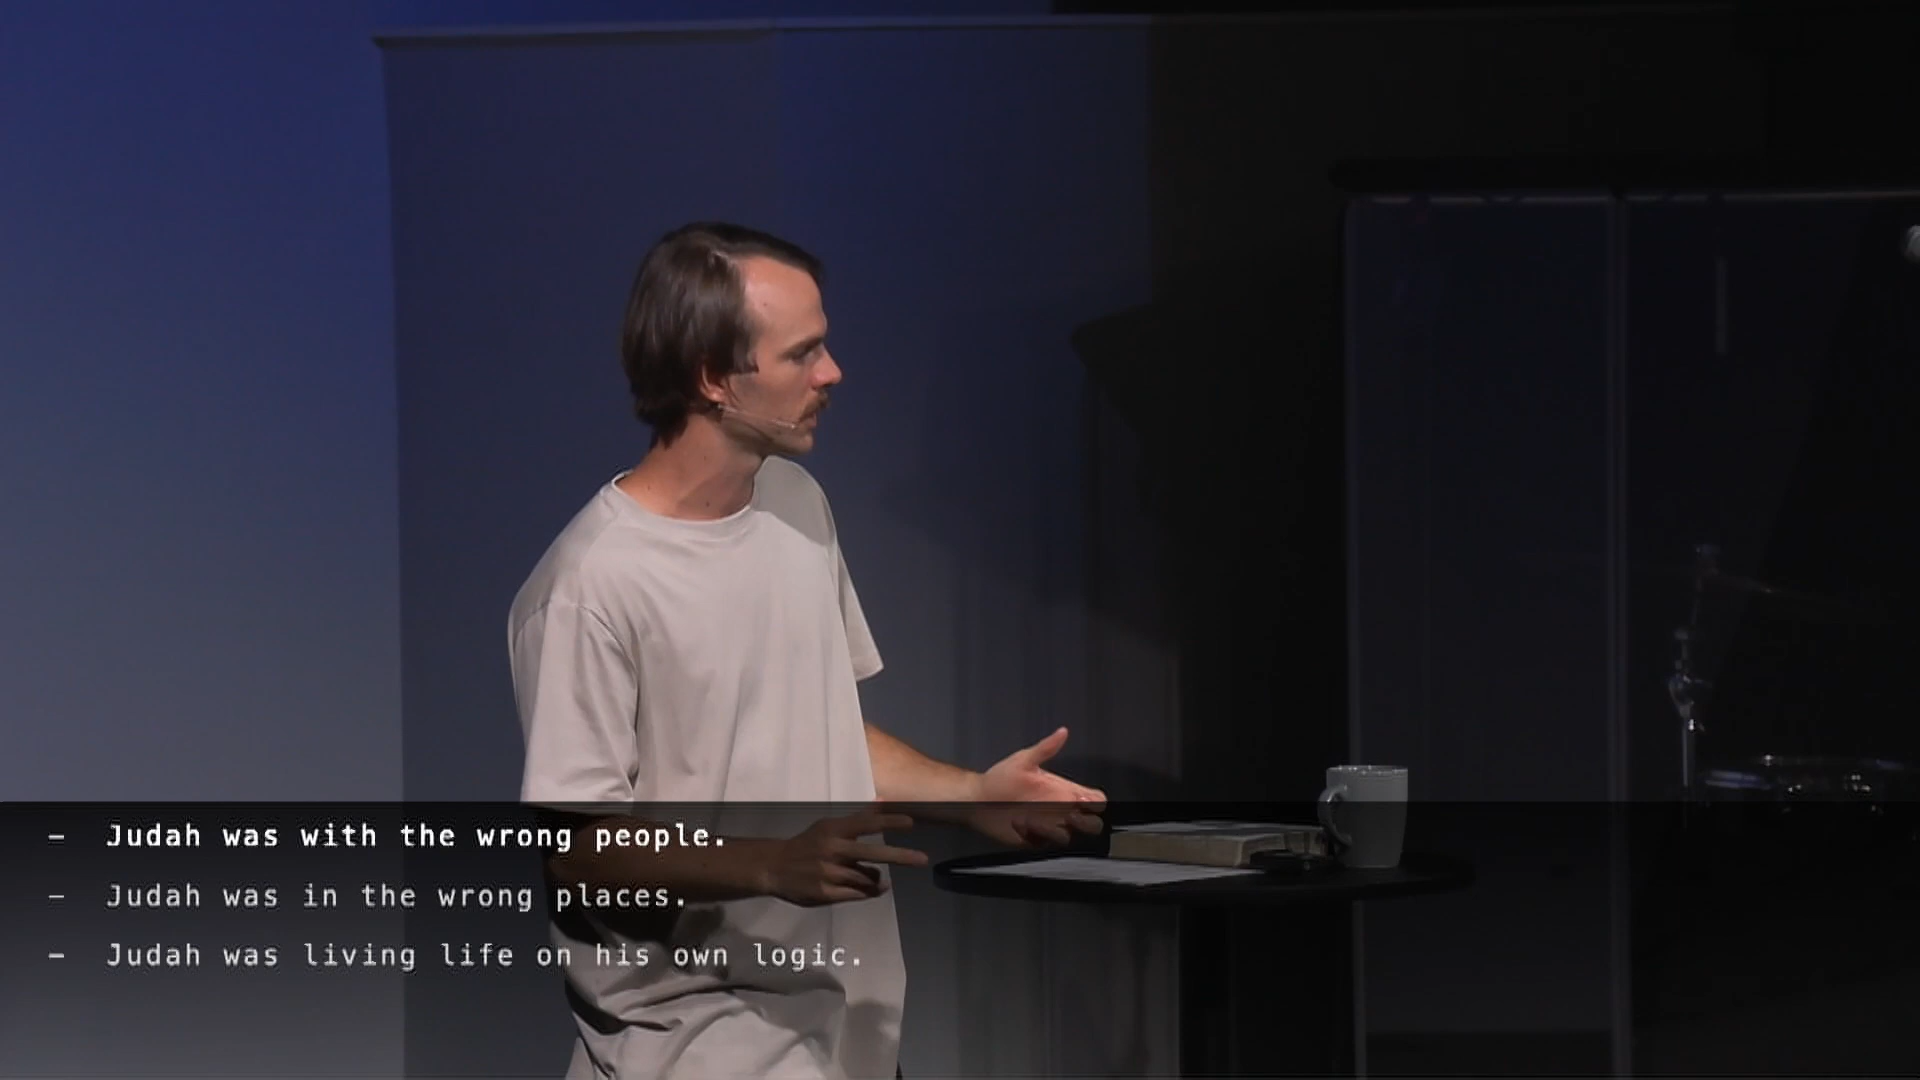 – Judah was with the wrong people.
– Judah was in the wrong places.
– Judah was living life on his own logic.